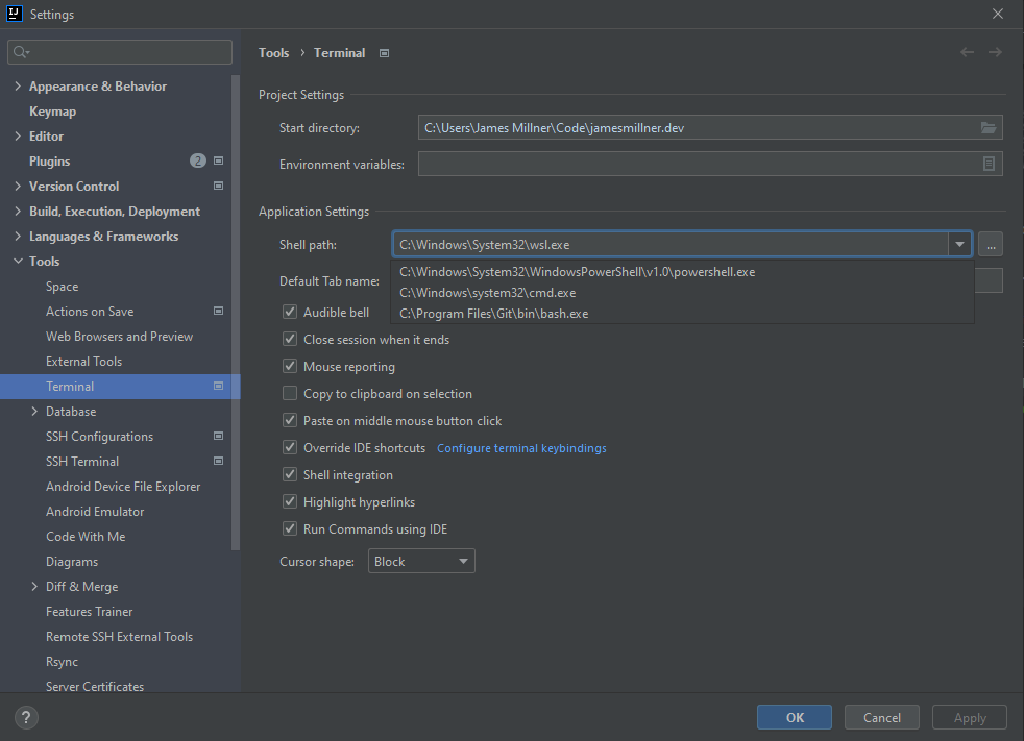 IJ
Settings
Tools › Terminal
Appearance & Behavior
Keymap
Editor
Plugins 2
Version Control
Build, Execution, Deployment
Languages & Frameworks
Tools
Space
Actions on Save
Web Browsers and Preview
External Tools
Terminal
Database
SSH Configurations
SSH Terminal
Android Device File Explorer
Android Emulator
Code With Me
Diagrams
Diff & Merge
Features Trainer
Remote SSH External Tools
Rsync
Server Certificates
Project Settings
Start directory: C:\Users\James Millner\Code\jamesmillner.dev
Environment variables:
Application Settings
Shell path: C:\Windows\System32\wsl.exe ...
C:\Windows\System32\WindowsPowerShell\v1.0\powershell.exe
Default Tab name:
C:\Windows\system32\cmd.exe
C:\Program Files\Git\bin\bash.exe
Audible bell
Close session when it ends
Mouse reporting
Copy to clipboard on selection
Paste on middle mouse button click
Override IDE shortcuts Configure terminal keybindings
Shell integration
Highlight hyperlinks
Run Commands using IDE
Cursor shape: Block
? OK Cancel Apply